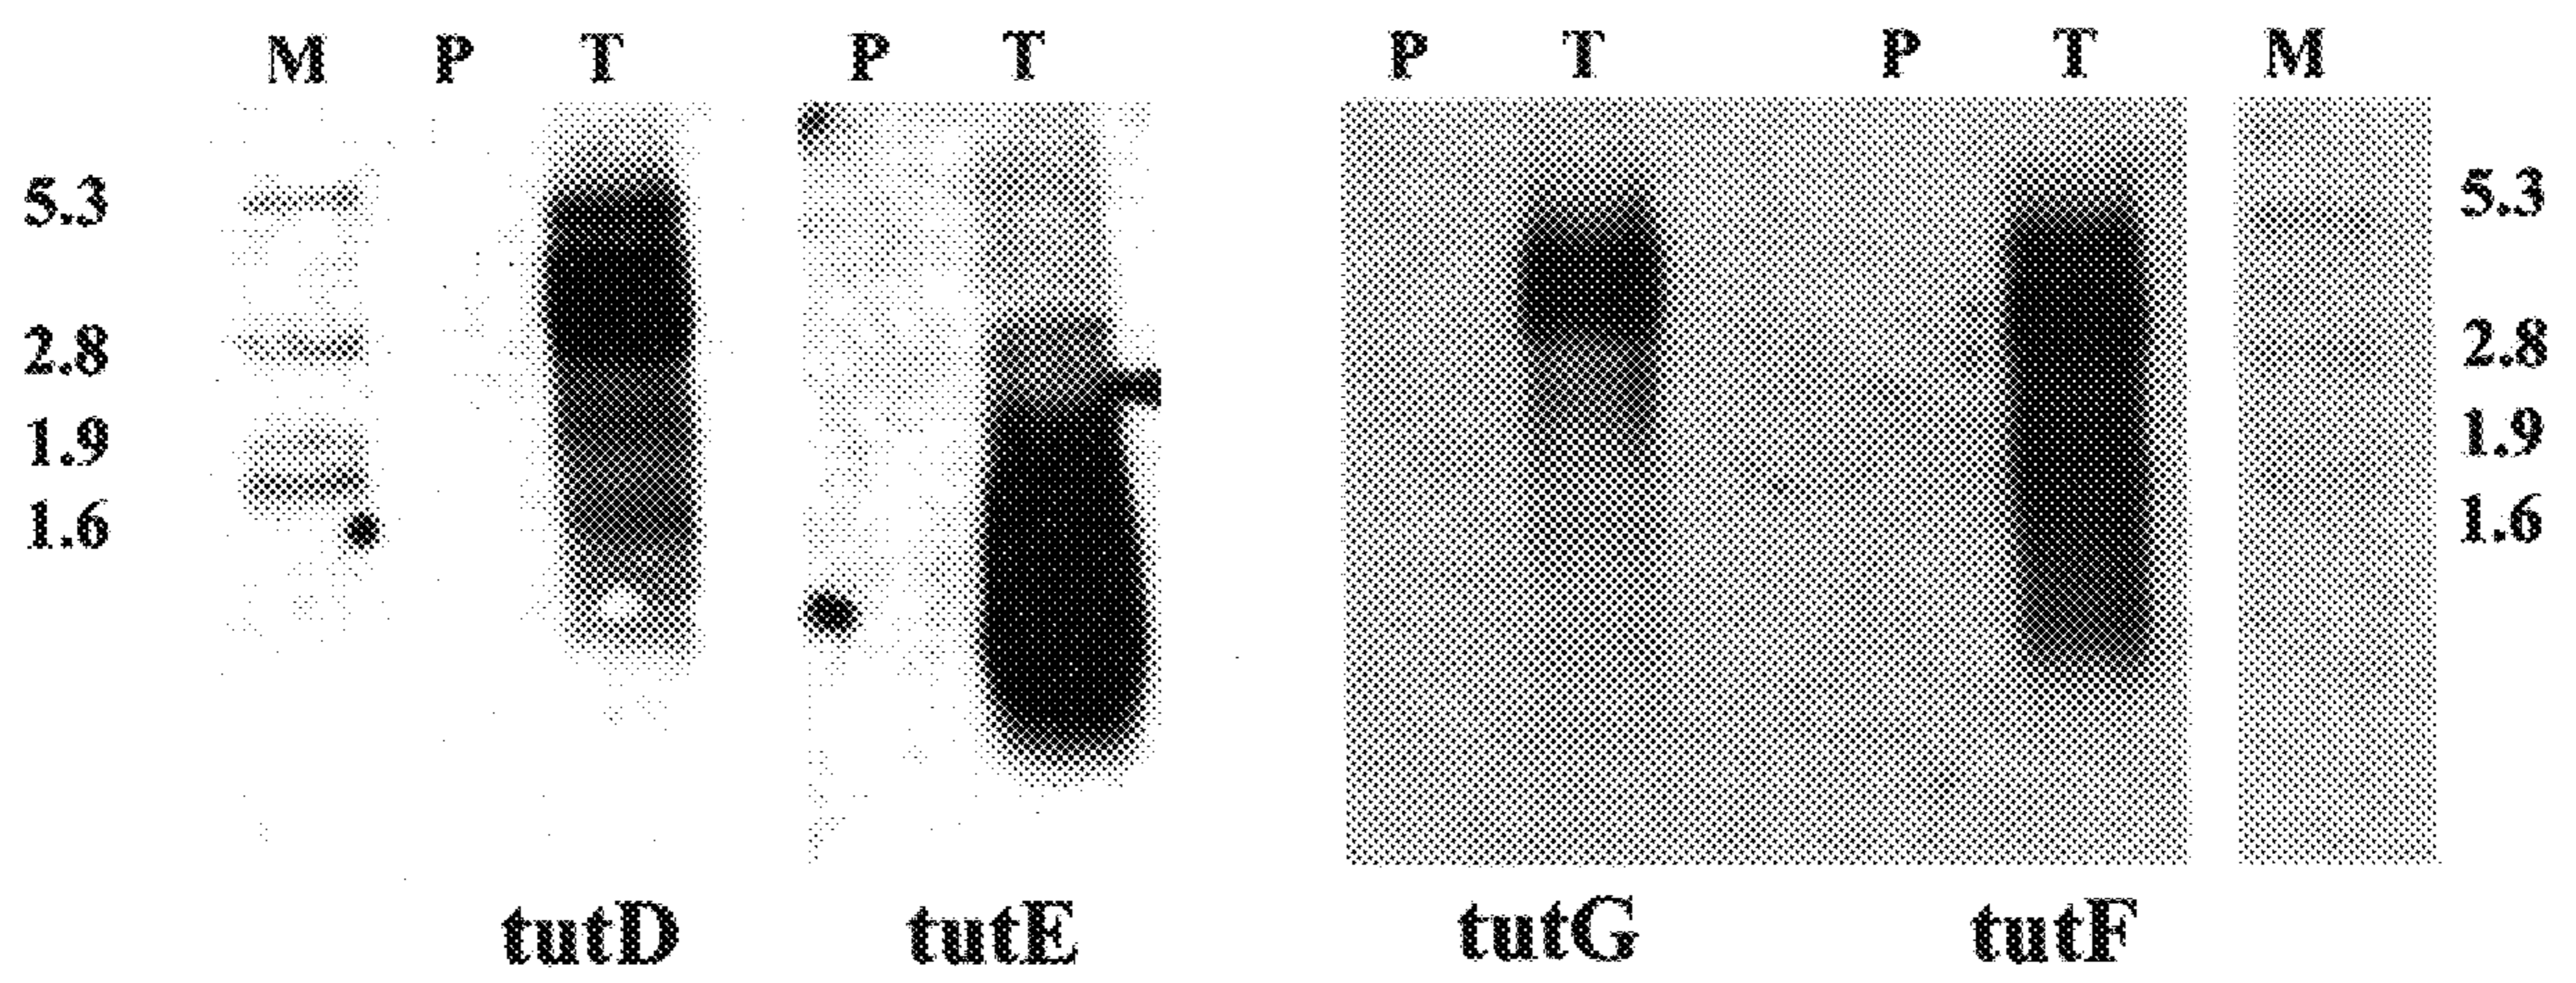 M P T P T P T P T M
5.3 5.3
2.8 2.8
1.9 1.9
1.6 1.6
tutD tutE tutG tutF